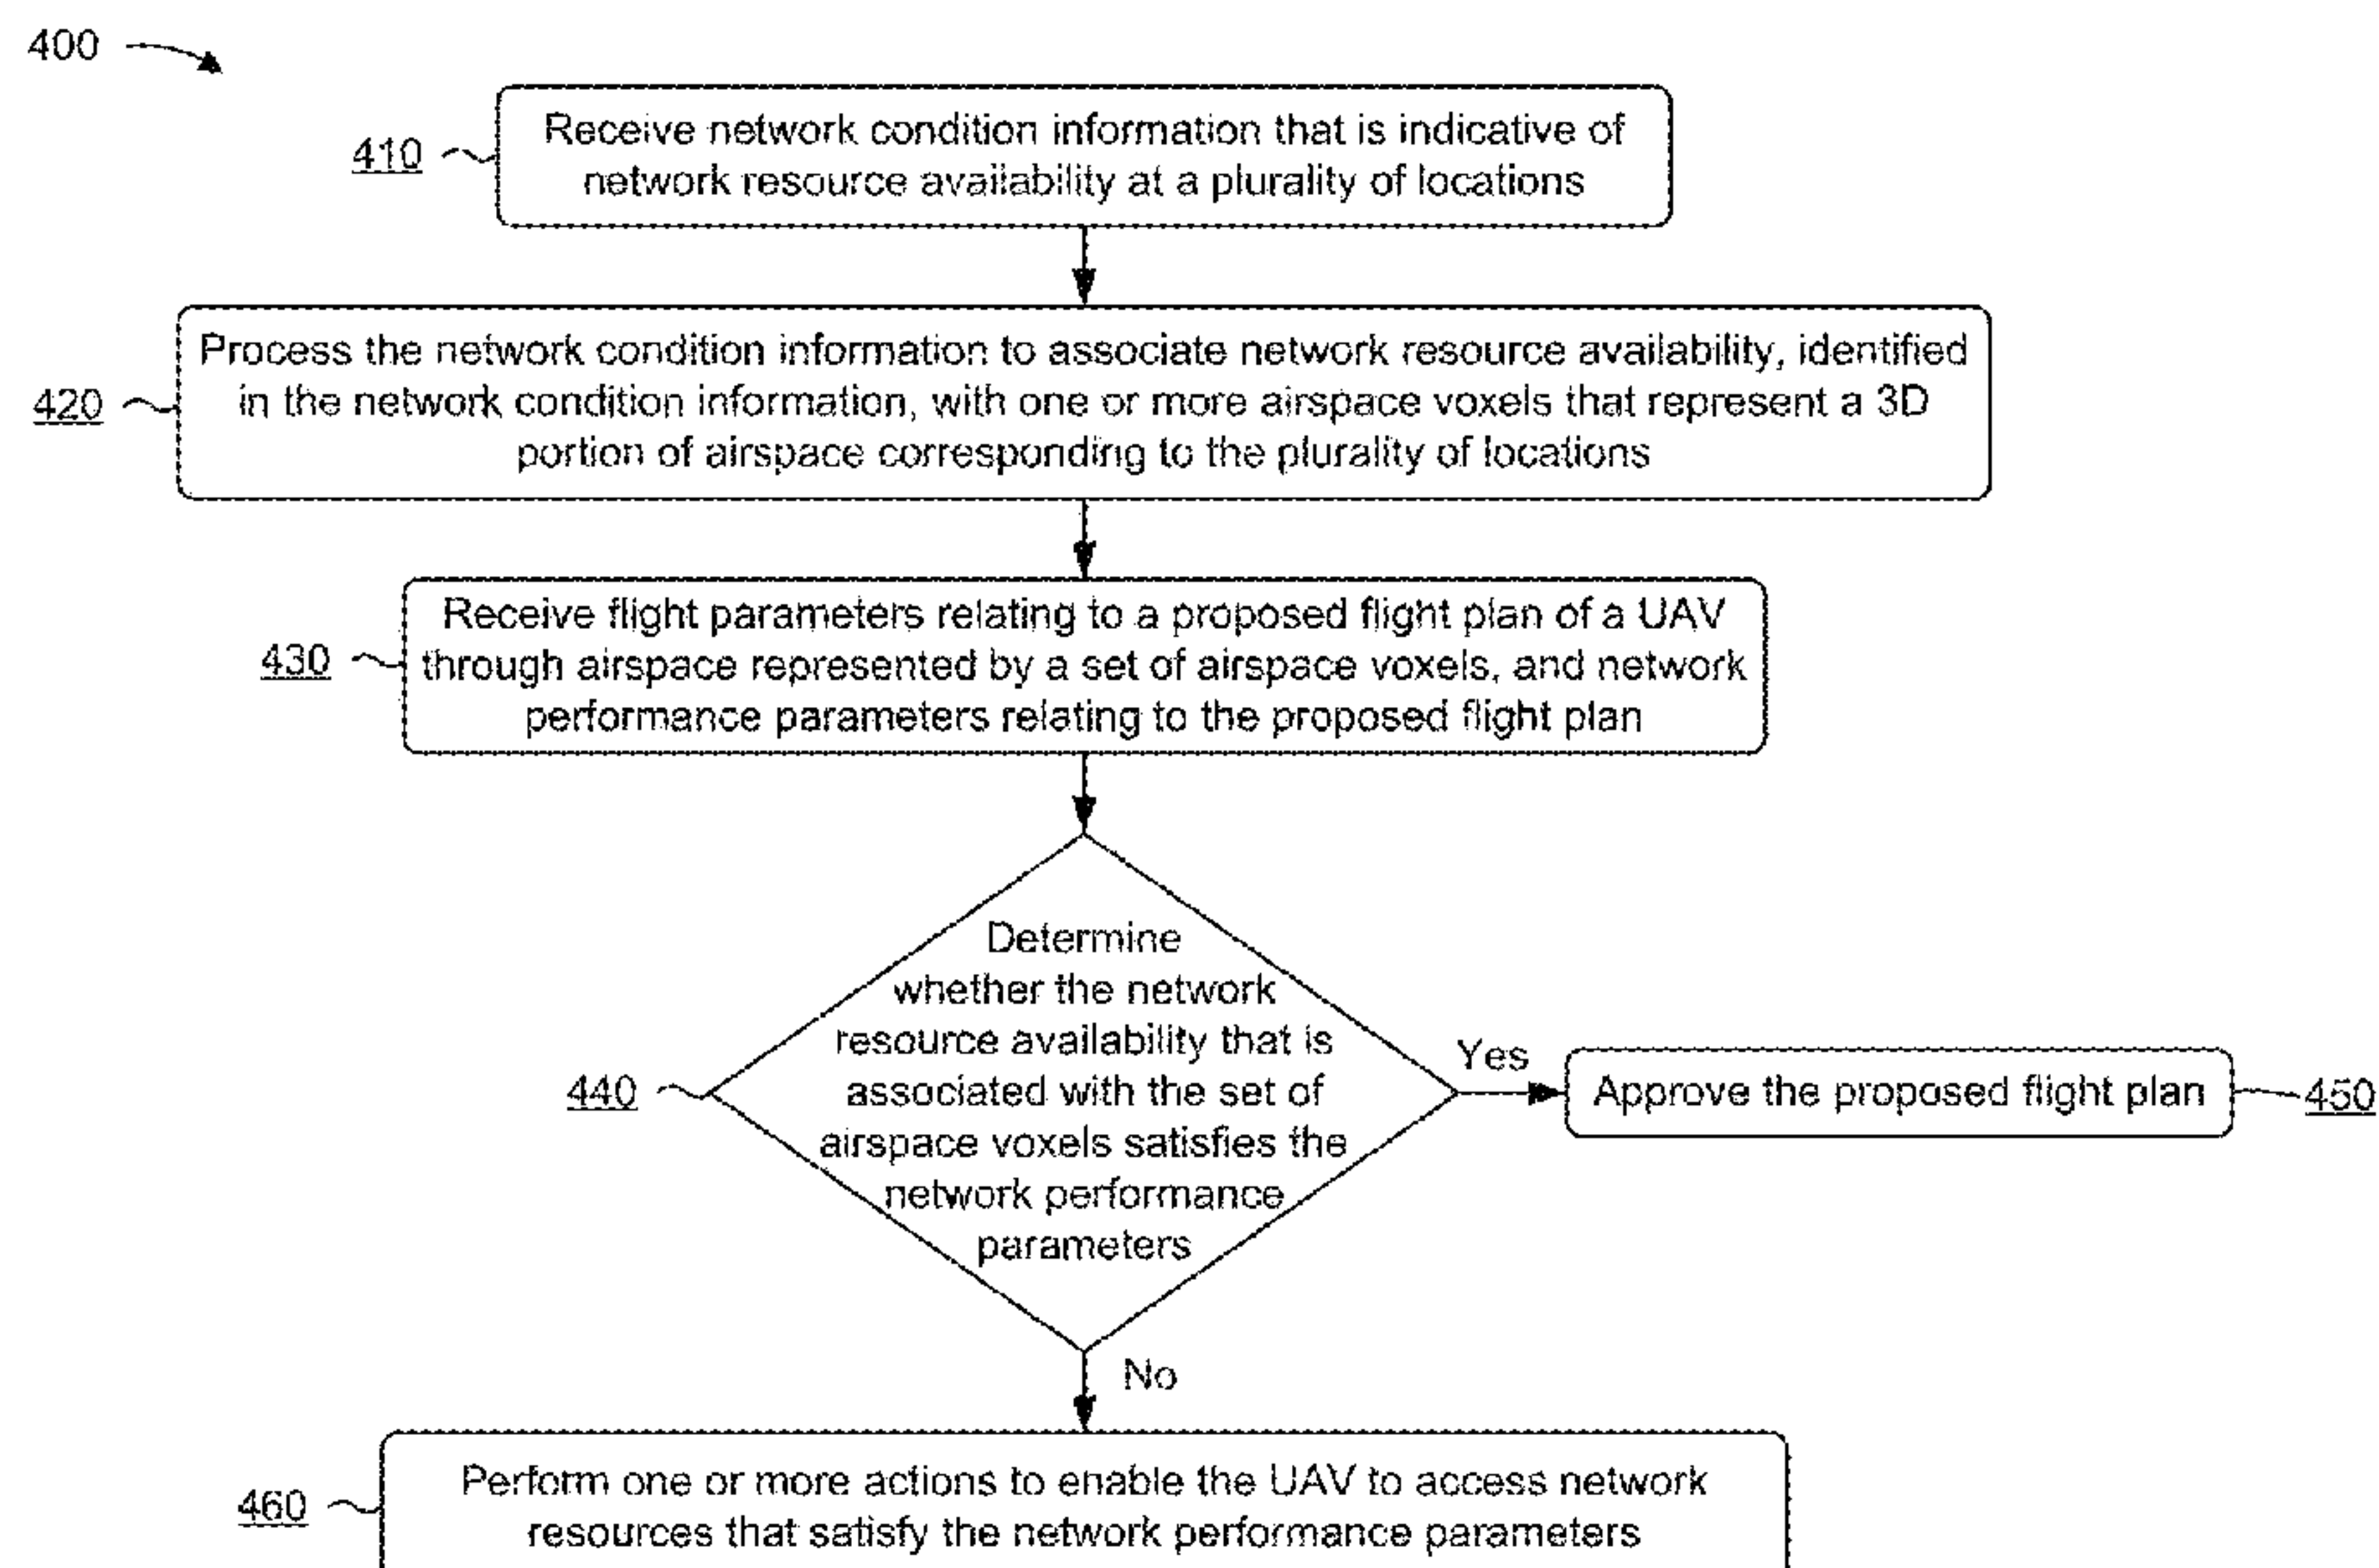 400
410
Receive network condition information that is indicative of
network resource availability at a plurality of locations
420
Process the network condition information to associate network resource availability, identified
in the network condition information, with one or more airspace voxels that represent a 3D
portion of airspace corresponding to the plurality of locations
430
Receive flight parameters relating to a proposed flight plan of a UAV
through airspace represented by a set of airspace voxels, and network
performance parameters relating to the proposed flight plan
440
Determine
whether the network
resource availability that is
associated with the set of
airspace voxels satisfies the
network performance
parameters
Yes
Approve the proposed flight plan
450
No
460
Perform one or more actions to enable the UAV to access network
resources that satisfy the network performance parameters